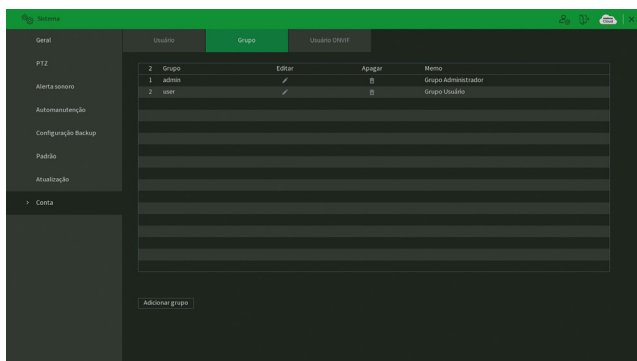 Sistema
Geral
PTZ
Alerta sonoro
Automanutenção
Configuração Backup
Padrão
Atualização
Conta
Usuário Grupo Usuário ONVIF
2 Grupo Editar Apagar Memo
1 admin Grupo Administrador
2 user Grupo Usuário
Adicionar grupo